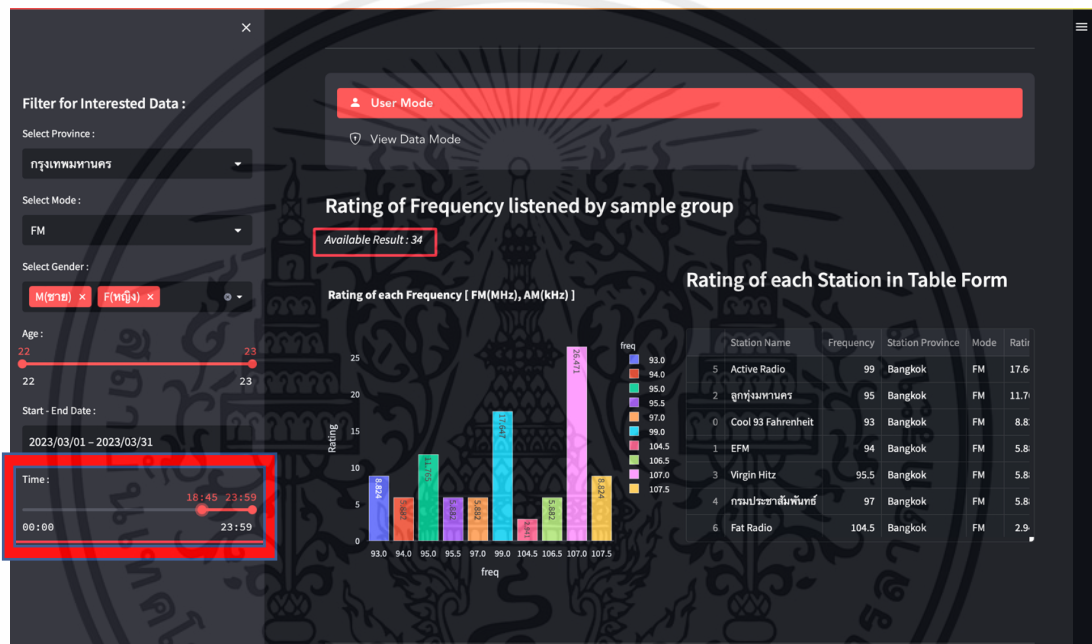 ×
Filter for Interested Data :
Select Province :
กรุงเทพมหานคร
Select Mode :
FM
Select Gender :
M(ชาย) × F(หญิง) ×
Age :
22 23
22 23
Start - End Date :
2023/03/01 – 2023/03/31
Time :
18:45 23:59
00:00 23:59
User Mode
View Data Mode
Rating of Frequency listened by sample group
Available Result : 34
Rating of each Frequency [ FM(MHz), AM(kHz) ]
Rating
25
20
15
10
5
0
8.824
5.882
11.765
5.882
5.882
17.647
2.941
5.882
26.471
8.824
93.0 94.0 95.0 95.5 97.0 99.0 104.5 106.5 107.0 107.5
freq
freq
93.0
94.0
95.0
95.5
97.0
99.0
104.5
106.5
107.0
107.5
Rating of each Station in Table Form
Station Name Frequency Station Province Mode
5 Active Radio 99 Bangkok FM
2 ลูกทุ่งมหานคร 95 Bangkok FM
0 Cool 93 Fahrenheit 93 Bangkok FM
1 EFM 94 Bangkok FM
3 Virgin Hitz 95.5 Bangkok FM
4 กรมประชาสัมพันธ์ 97 Bangkok FM
6 Fat Radio 104.5 Bangkok FM